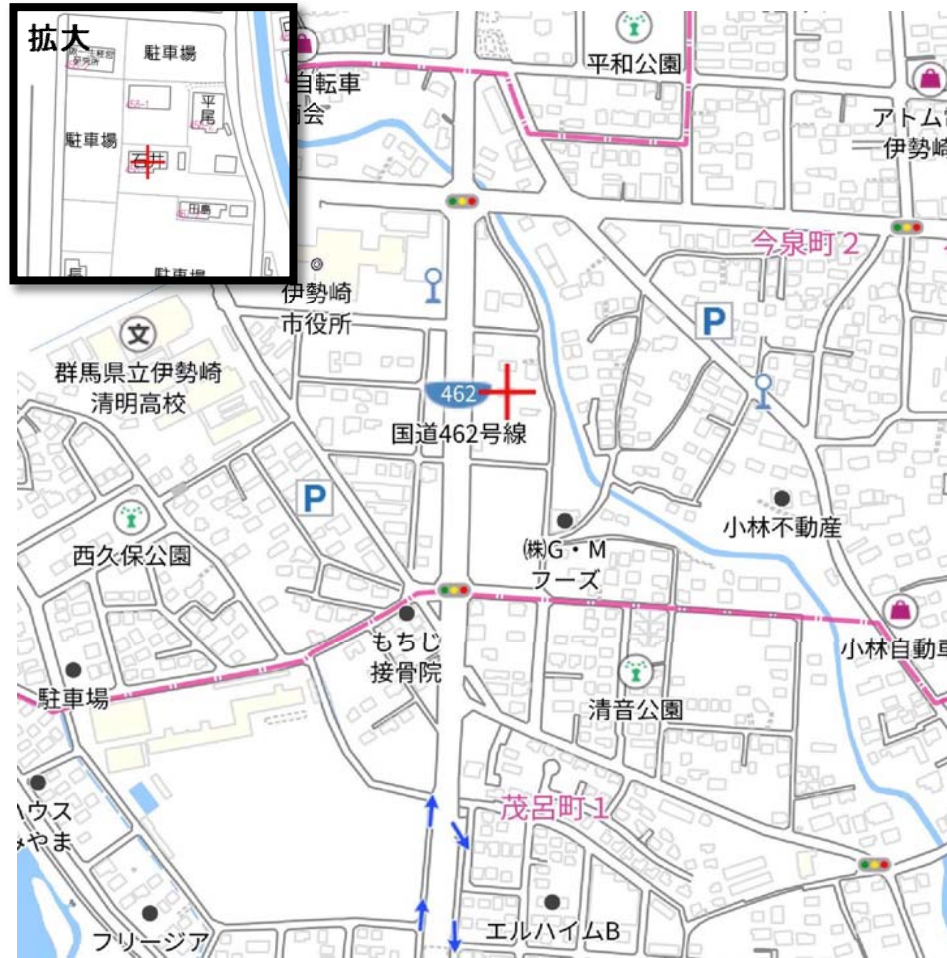 拡大
駐車場
平尾
駐車場
石井
田島
駐車場
自転車
商会
平和公園
アトム
伊勢崎
今泉町2
伊勢崎
市役所
P
文
群馬県立伊勢崎
清明高校
462
国道462号線
P
小林不動産
西久保公園
㈱G・M
フーズ
もちじ
接骨院
小林自動車
駐車場
清音公園
ハウス
みやま
茂呂町1
フリージア
エルハイムB